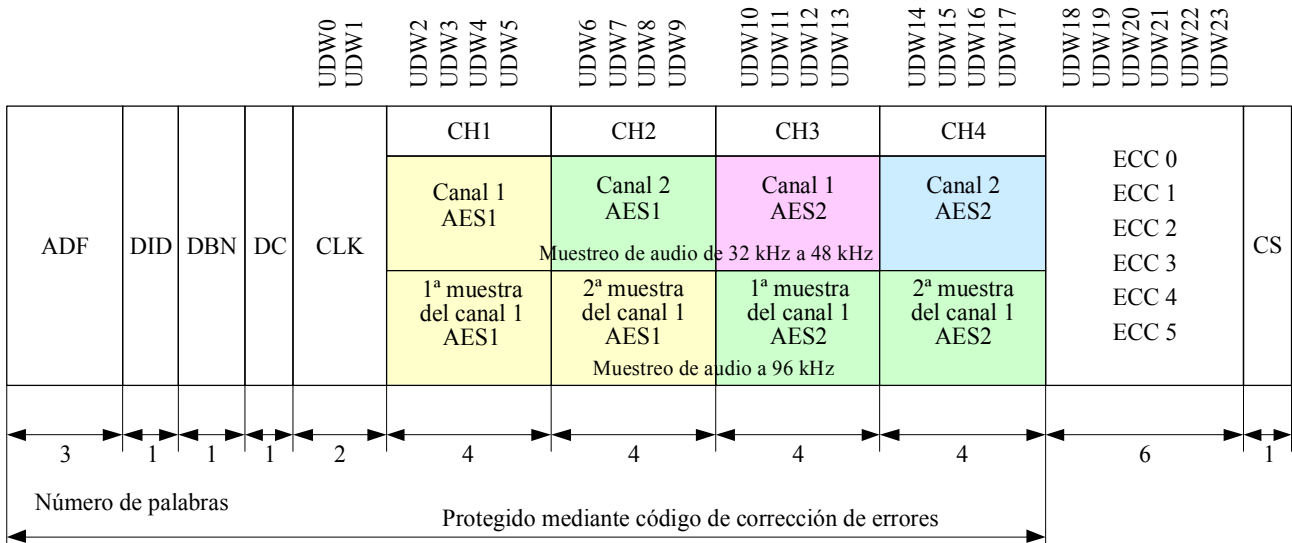 UDW0
UDW1
UDW2
UDW3
UDW4
UDW5
UDW6
UDW7
UDW8
UDW9
UDW10
UDW11
UDW12
UDW13
UDW14
UDW15
UDW16
UDW17
UDW18
UDW19
UDW20
UDW21
UDW22
UDW23
ADF
DID
DBN
DC
CLK
CH1
CH2
CH3
CH4
Canal 1
AES1
Canal 2
AES1
Canal 1
AES2
Canal 2
AES2
Muestreo de audio de 32 kHz a 48 kHz
1ª muestra
del canal 1
AES1
2ª muestra
del canal 1
AES1
1ª muestra
del canal 1
AES2
2ª muestra
del canal 1
AES2
Muestreo de audio a 96 kHz
ECC 0
ECC 1
ECC 2
ECC 3
ECC 4
ECC 5
CS
3
1
1
1
2
4
4
4
4
6
1
Número de palabras
Protegido mediante código de corrección de errores